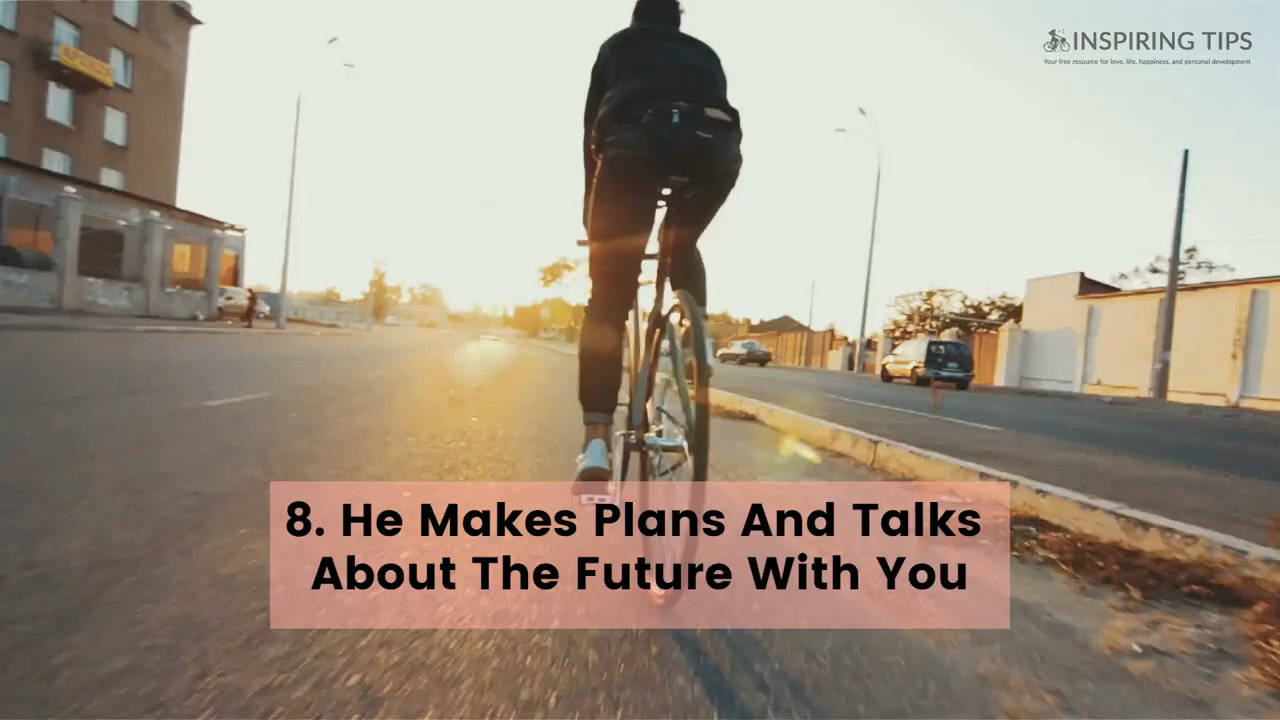 INSPIRING TIPS
Your free resource for love, life, happiness, and personal development
8. He Makes Plans And Talks
About The Future With You